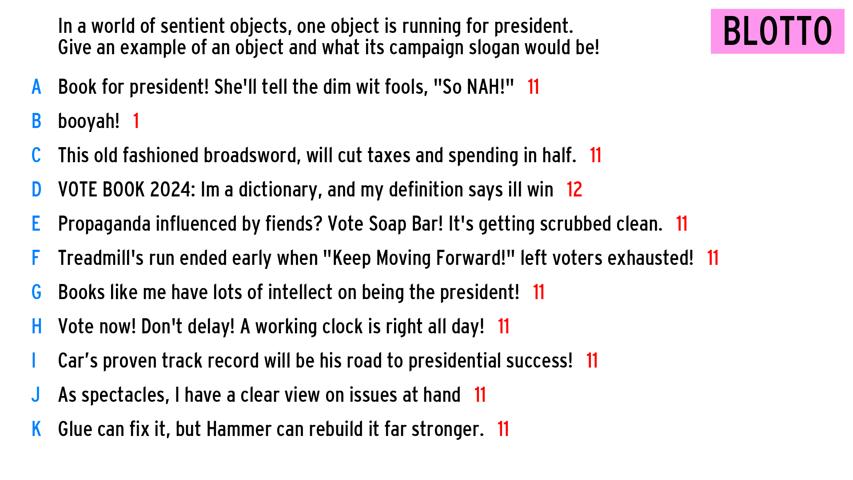 In a world of sentient objects, one object is running for president.
Give an example of an object and what its campaign slogan would be!
BLOTTO
A Book for president! She'll tell the dim wit fools, "So NAH!" 11
B booyah! 1
C This old fashioned broadsword, will cut taxes and spending in half. 11
D VOTE BOOK 2024: Im a dictionary, and my definition says ill win 12
E Propaganda influenced by fiends? Vote Soap Bar! It's getting scrubbed clean. 11
F Treadmill's run ended early when "Keep Moving Forward!" left voters exhausted! 11
G Books like me have lots of intellect on being the president! 11
H Vote now! Don't delay! A working clock is right all day! 11
I Car’s proven track record will be his road to presidential success! 11
J As spectacles, I have a clear view on issues at hand 11
K Glue can fix it, but Hammer can rebuild it far stronger. 11